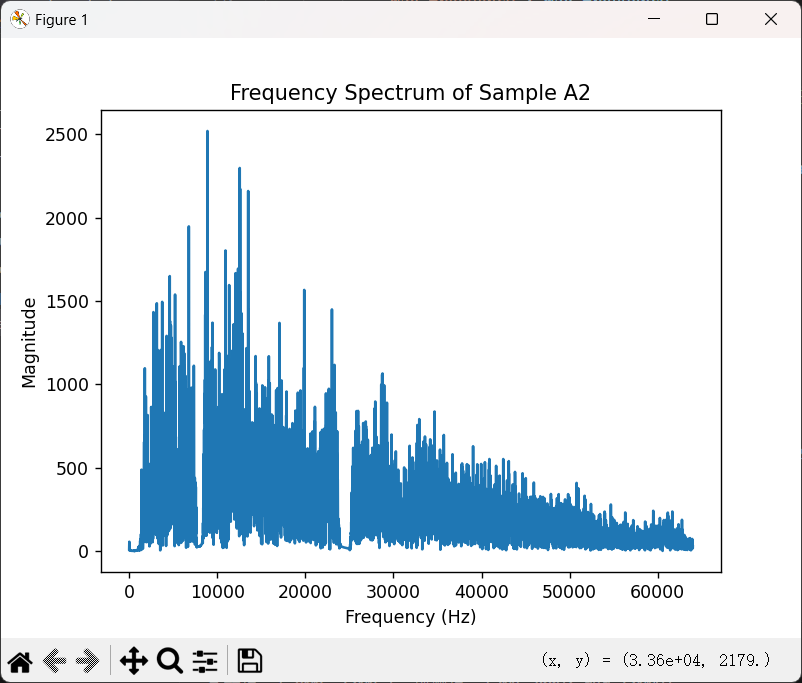 Figure 1
Frequency Spectrum of Sample A2
2500
2000
1500
1000
500
0
Magnitude
0 10000 20000 30000 40000 50000 60000
Frequency (Hz)
(x, y) = (3.36e+04, 2179.)